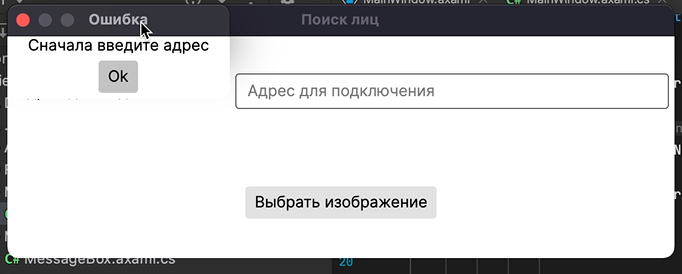 MainWindow.axaml
C# MainWindow.axaml.cs
Ошибка
Поиск лиц
Сначала введите адрес
Ok
Адрес для подключения
Выбрать изображение
C# MessageBox.axaml.cs
20